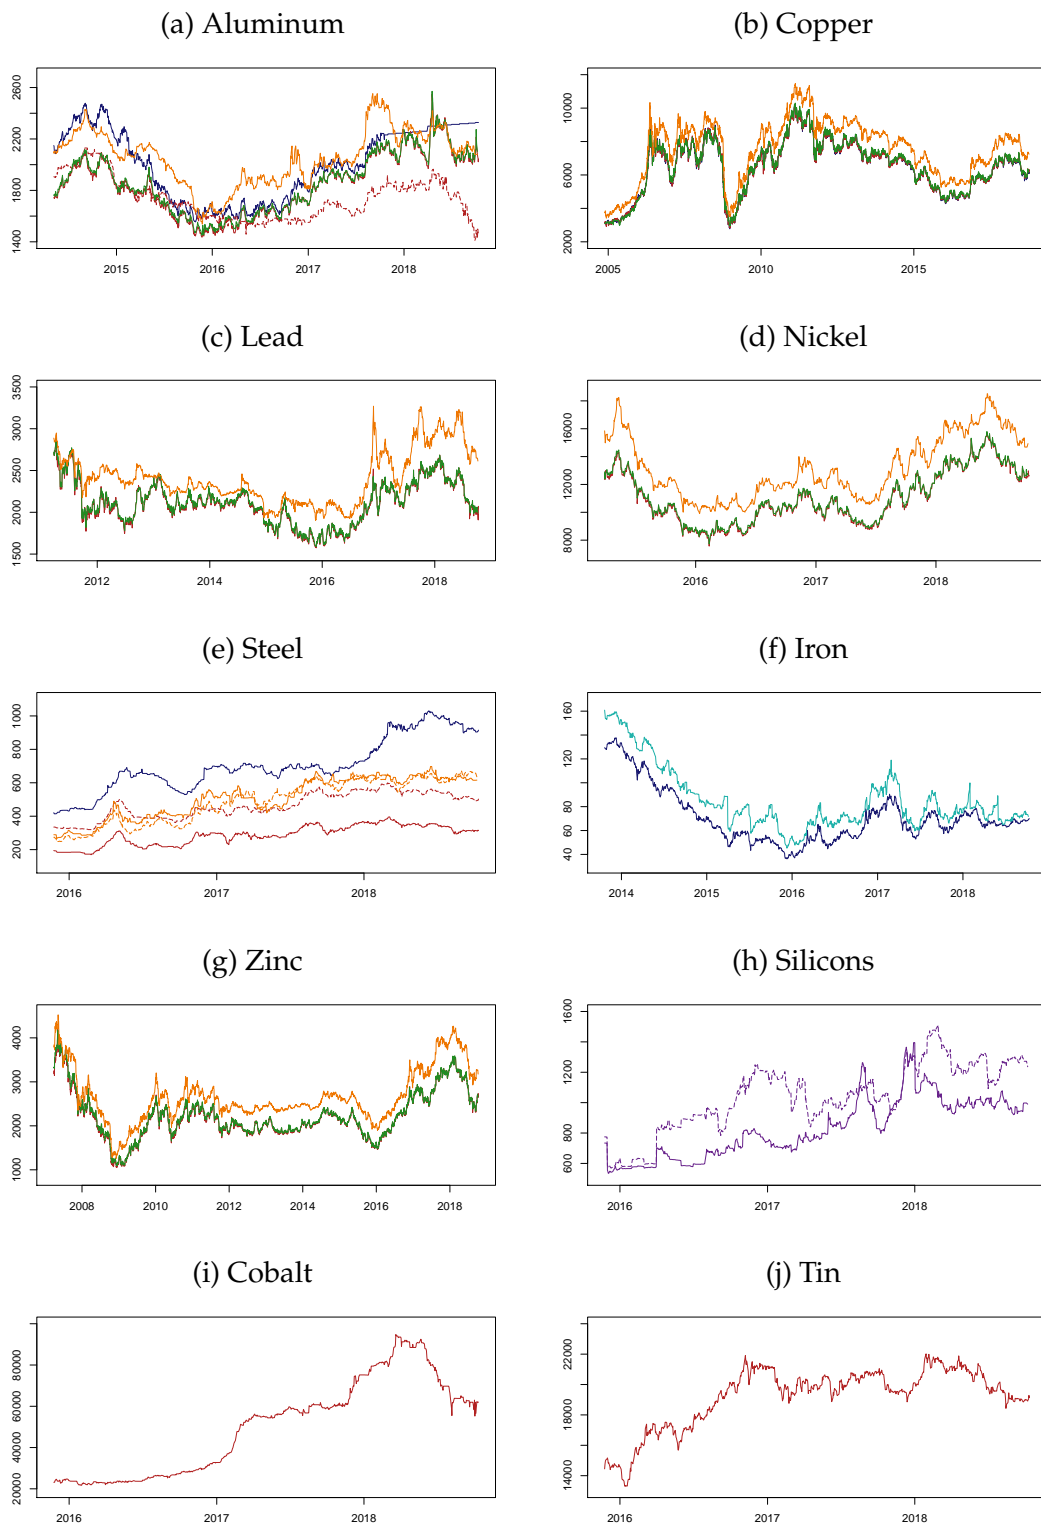 (a) Aluminum
(b) Copper
1400 1800 2200 2600
2015 2016 2017 2018
2000 6000 10000
2005 2010 2015
(c) Lead
(d) Nickel
1500 2000 2500 3000 3500
2012 2014 2016 2018
8000 12000 16000
2016 2017 2018
(e) Steel
(f) Iron
200 400 600 800 1000
2016 2017 2018
40 60 80 120 160
2014 2015 2016 2017 2018
(g) Zinc
(h) Silicons
1000 2000 3000 4000
2008 2010 2012 2014 2016 2018
600 800 1200 1600
2016 2017 2018
(i) Cobalt
(j) Tin
20000 40000 60000 80000
2016 2017 2018
14000 18000 22000
2016 2017 2018